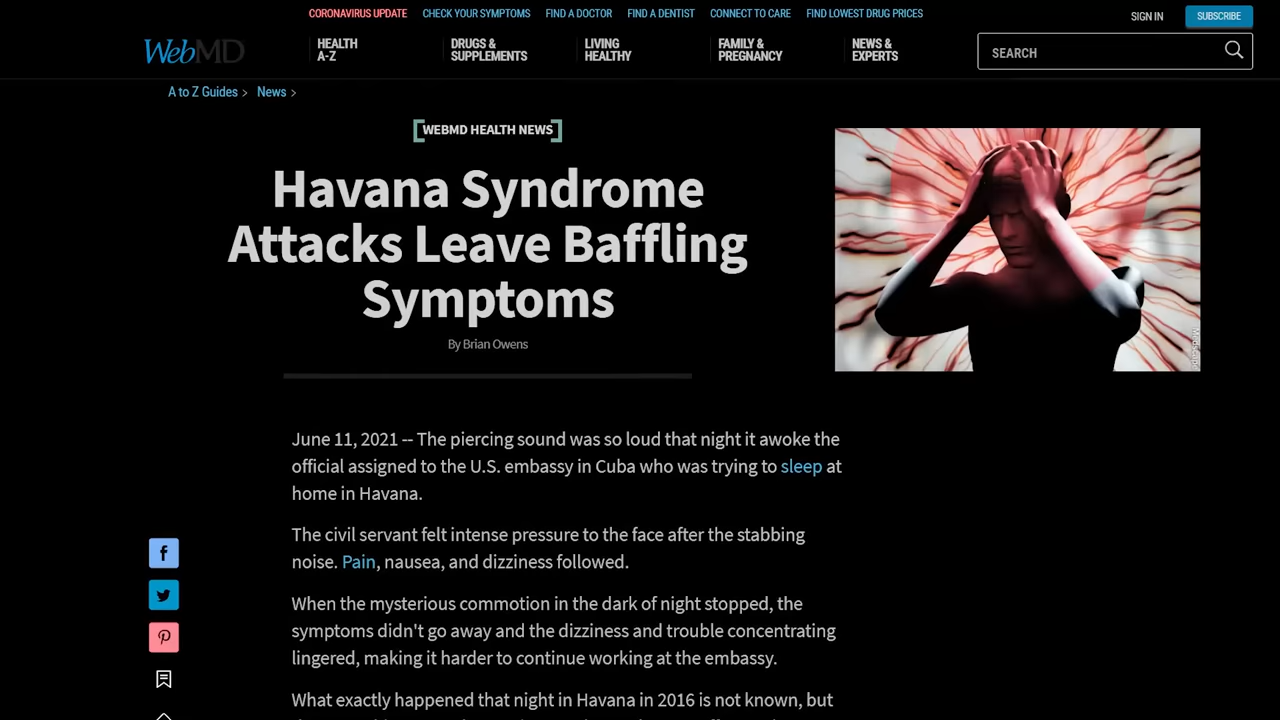 CORONAVIRUS UPDATE CHECK YOUR SYMPTOMS FIND A DOCTOR FIND A DENTIST CONNECT TO CARE FIND LOWEST DRUG PRICES
SIGN IN
SUBSCRIBE
WebMD
HEALTH
A-Z
DRUGS &
SUPPLEMENTS
LIVING
HEALTHY
FAMILY &
PREGNANCY
NEWS &
EXPERTS
SEARCH
A to Z Guides > News >
WEBMD HEALTH NEWS
Havana Syndrome
Attacks Leave Baffling
Symptoms
By Brian Owens
June 11, 2021 -- The piercing sound was so loud that night it awoke the
official assigned to the U.S. embassy in Cuba who was trying to sleep at
home in Havana.
The civil servant felt intense pressure to the face after the stabbing
noise. Pain, nausea, and dizziness followed.
When the mysterious commotion in the dark of night stopped, the
symptoms didn't go away and the dizziness and trouble concentrating
lingered, making it harder to continue working at the embassy.
What exactly happened that night in Havana in 2016 is not known, but